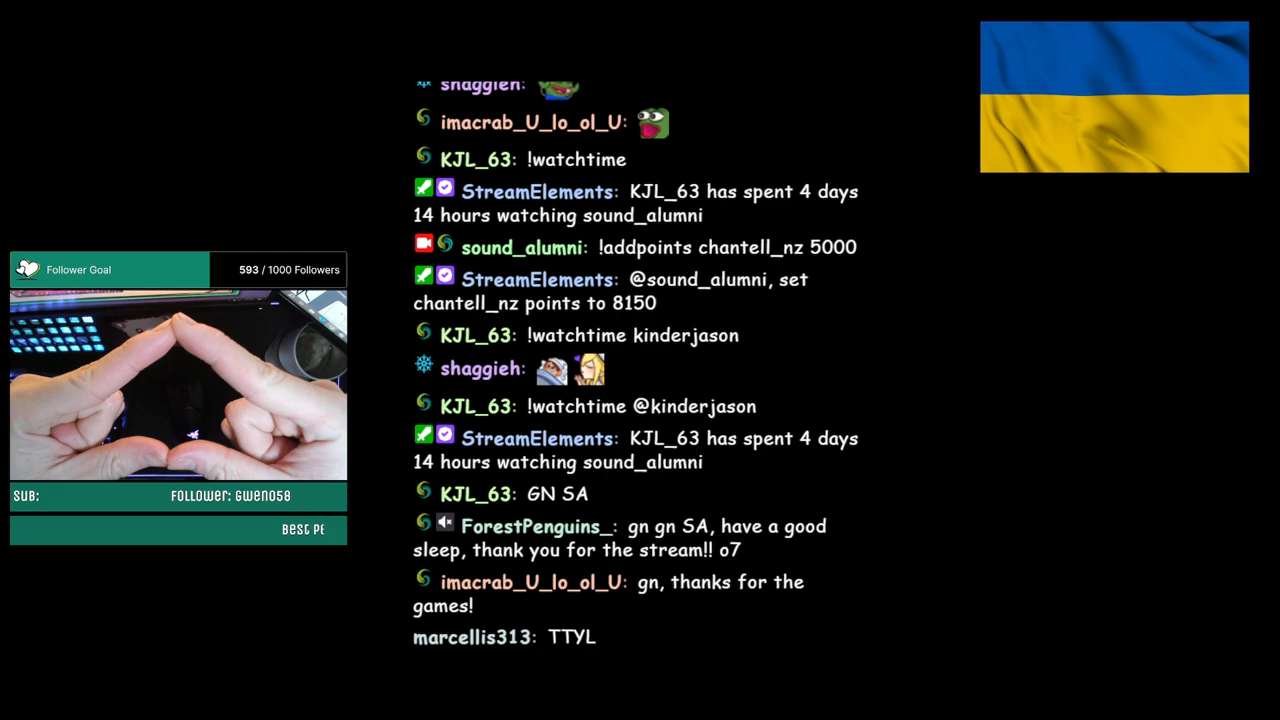 shaggieh:
imacrab_U_lo_ol_U:
KJL_63: !watchtime
StreamElements: KJL_63 has spent 4 days
14 hours watching sound_alumni
sound_alumni: !addpoints chantell_nz 5000
StreamElements: @sound_alumni, set
chantell_nz points to 8150
KJL_63: !watchtime kinderjason
shaggieh:
KJL_63: !watchtime @kinderjason
StreamElements: KJL_63 has spent 4 days
14 hours watching sound_alumni
KJL_63: GN SA
ForestPenguins_: gn gn SA, have a good
sleep, thank you for the stream!! o7
imacrab_U_lo_ol_U: gn, thanks for the
games!
marcellis313: TTYL
Follower Goal 593 / 1000 Followers
Sub: Follower: Gweno58
Best